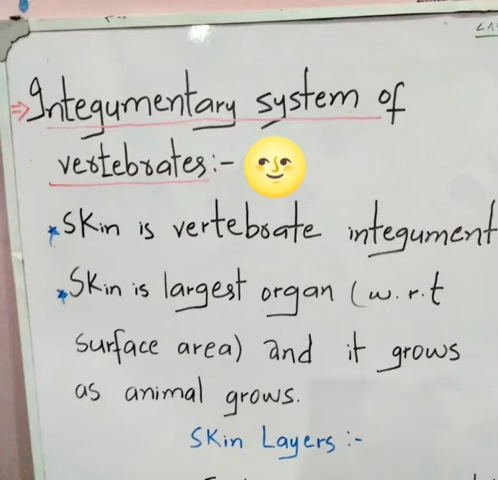 ⇒ Integumentary system of
vertebrates:-
* Skin is vertebrate integument
* Skin is largest organ (w.r.t
surface area) and it grows
as animal grows.
Skin Layers :-